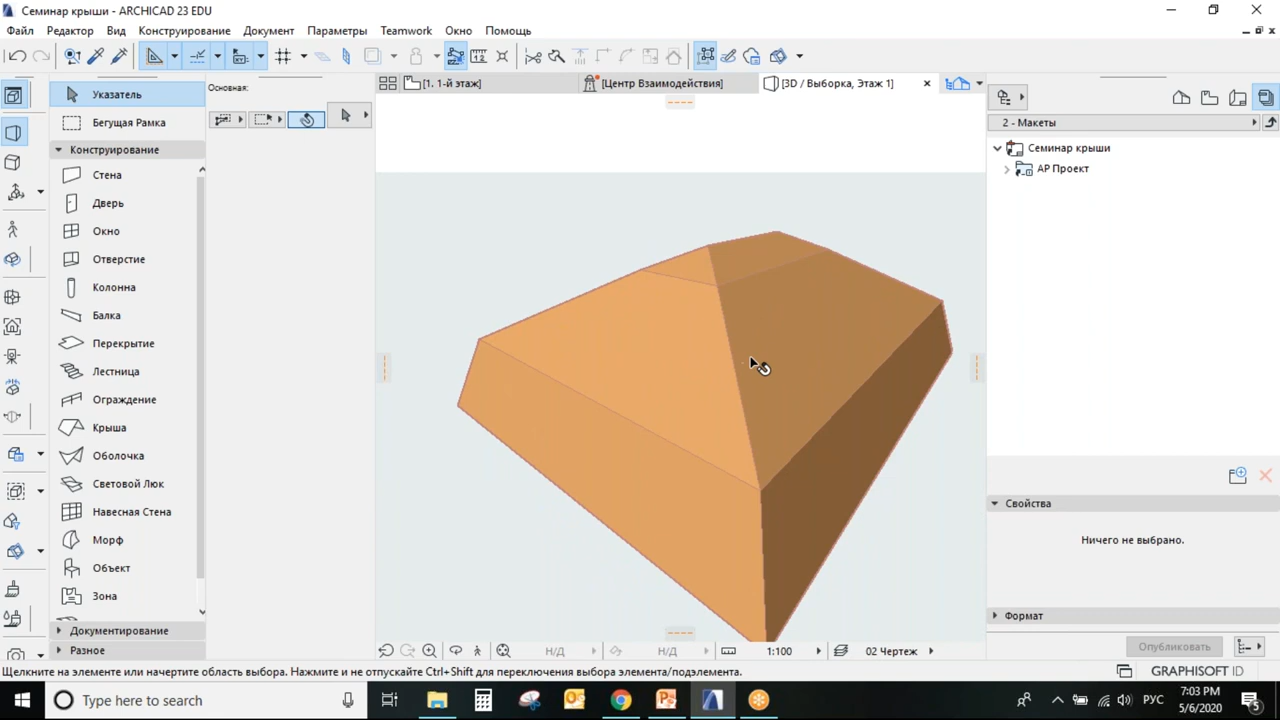 Семинар крыши - ARCHICAD 23 EDU
Файл Редактор Вид Конструирование Документ Параметры Teamwork Окно Помощь
[1. 1-й этаж] [Центр Взаимодействия] [3D / Выборка, Этаж 1]
Основная:
Указатель
Бегущая Рамка
Конструирование
Стена
Дверь
Окно
Отверстие
Колонна
Балка
Перекрытие
Лестница
Ограждение
Крыша
Оболочка
Световой Люк
Навесная Стена
Морф
Объект
Зона
Документирование
Разное
2 - Макеты
Семинар крыши
АР Проект
Свойства
Ничего не выбрано.
Формат
Опубликовать
Н/Д Н/Д 1:100 02 Чертеж
Щелкните на элементе или начертите область выбора. Нажмите и не отпускайте Ctrl+Shift для переключения выбора элемента/подэлемента.
GRAPHISOFT ID
Type here to search
РУС
7:03 PM
5/6/2020
5